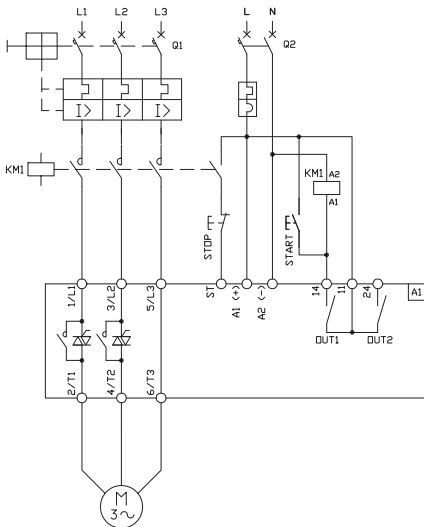 L1 L2 L3 L N
Q1 Q2
I> I> I>
KM1
KM1 A2
A1
STOP
START
1/L1 3/L2 5/L3 ST A1 (+) A2 (-) 14 11 24 A1
OUT1 OUT2
2/T1 4/T2 6/T3
M
3~